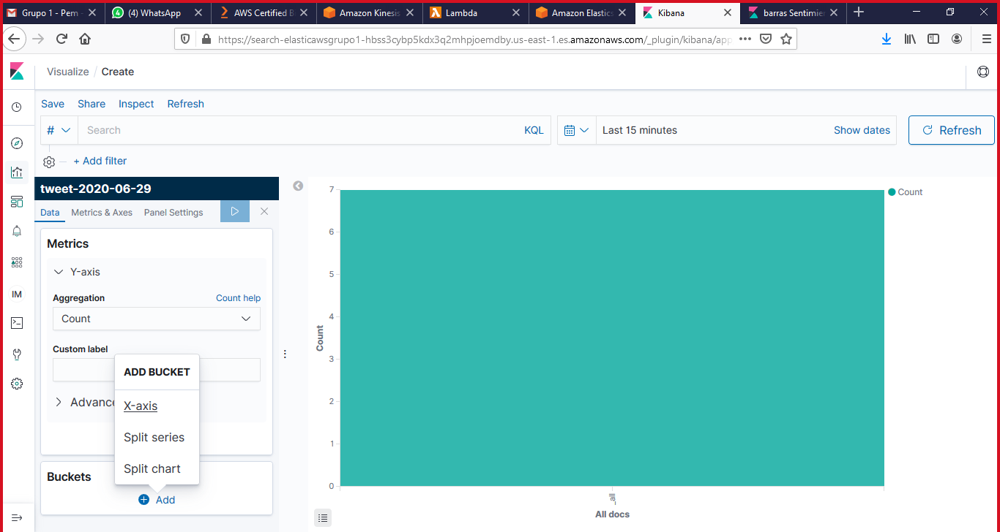 Grupo 1 - Pem - (4) WhatsApp AWS Certified B Amazon Kinesis Lambda Amazon Elastics Kibana barras Sentimier
https://search-elasticawsgrupo1-hbss3cybp5kdx3q2mhpjoemdby.us-east-1.es.amazonaws.com/_plugin/kibana/app
Visualize / Create
Save Share Inspect Refresh
# Search KQL Last 15 minutes Show dates Refresh
+ Add filter
tweet-2020-06-29
Data Metrics & Axes Panel Settings
Metrics
Y-axis
Aggregation Count help
Count
Custom label
ADD BUCKET
Advance
X-axis
Split series
Split chart
Buckets
Add
IM
7
6
5
4
3
2
1
0
Count
_all
All docs
Count